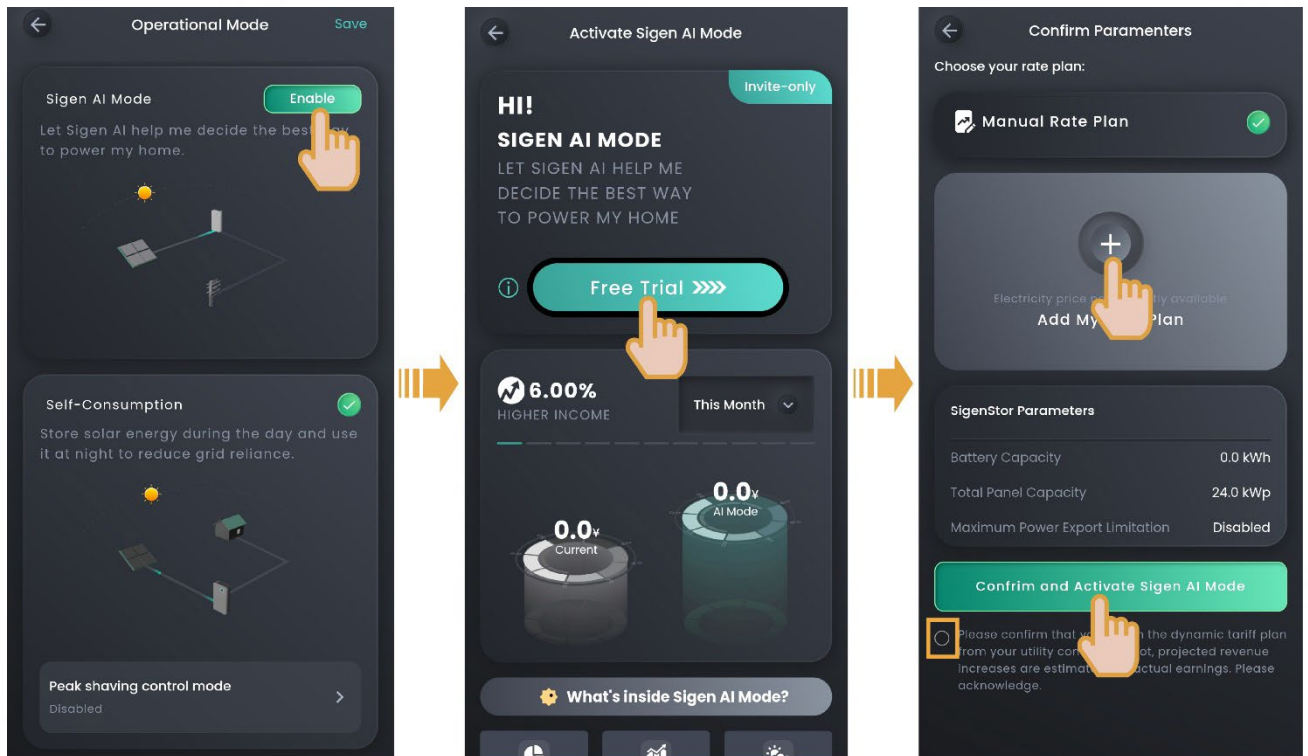 Operational Mode
Save
Sigen AI Mode
Enable
Let Sigen AI help me decide the best
to power my home.
Self-Consumption
Store solar energy during the day and use
it at night to reduce grid reliance.
Peak shaving control mode
Disabled
Activate Sigen AI Mode
Invite-only
HI!
SIGEN AI MODE
LET SIGEN AI HELP ME
DECIDE THE BEST WAY
TO POWER MY HOME
Free Trial »»
6.00%
HIGHER INCOME
This Month
0.0¥
AI Mode
0.0¥
Current
What's inside Sigen AI Mode?
Confirm Paramenters
Choose your rate plan:
Manual Rate Plan
Electricity price
Add My Plan
SigenStor Parameters
Battery Capacity 0.0 kWh
Total Panel Capacity 24.0 kWp
Maximum Power Export Limitation Disabled
Confrim and Activate Sigen AI Mode
Please confirm that the dynamic tariff plan
from your utility projected revenue
increases are actual earnings. Please
acknowledge.